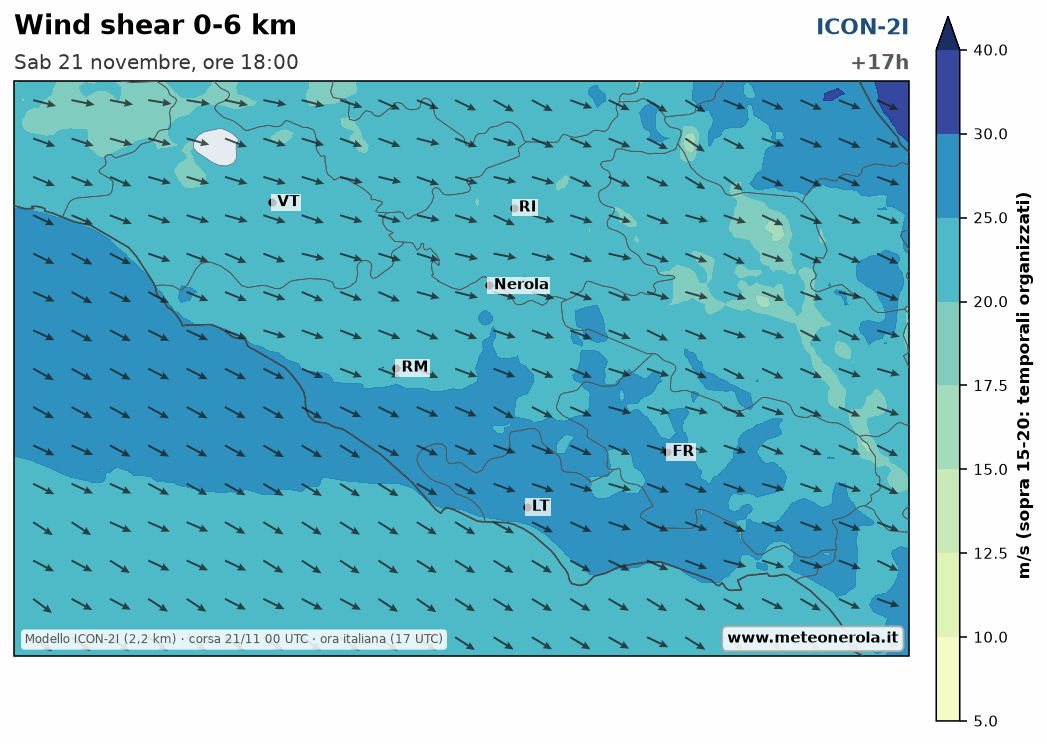 Wind shear 0-6 km
ICON-2I
Sab 21 novembre, ore 18:00
+17h
40.0
30.0
25.0
20.0
17.5
15.0
12.5
10.0
5.0
m/s (sopra 15-20: temporali organizzati)
VT
RI
Nerola
RM
FR
LT
Modello ICON-2I (2,2 km) · corsa 21/11 00 UTC · ora italiana (17 UTC)
www.meteonerola.it